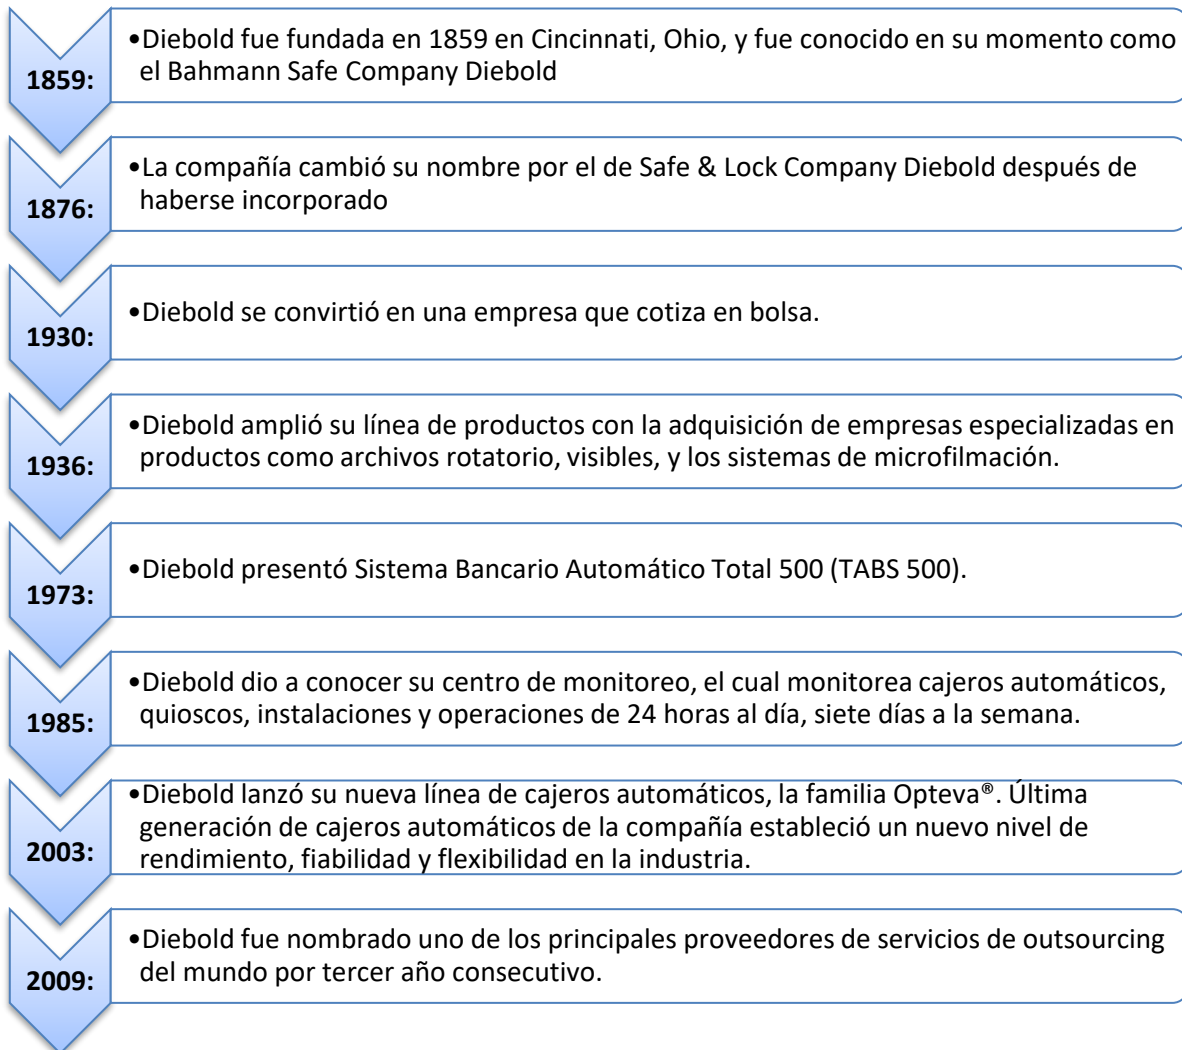 1859:
•Diebold fue fundada en 1859 en Cincinnati, Ohio, y fue conocido en su momento como
el Bahmann Safe Company Diebold
1876:
•La compañía cambió su nombre por el de Safe & Lock Company Diebold después de
haberse incorporado
1930:
•Diebold se convirtió en una empresa que cotiza en bolsa.
1936:
•Diebold amplió su línea de productos con la adquisición de empresas especializadas en
productos como archivos rotatorio, visibles, y los sistemas de microfilmación.
1973:
•Diebold presentó Sistema Bancario Automático Total 500 (TABS 500).
1985:
•Diebold dio a conocer su centro de monitoreo, el cual monitorea cajeros automáticos,
quioscos, instalaciones y operaciones de 24 horas al día, siete días a la semana.
2003:
•Diebold lanzó su nueva línea de cajeros automáticos, la familia Opteva®. Última
generación de cajeros automáticos de la compañía estableció un nuevo nivel de
rendimiento, fiabilidad y flexibilidad en la industria.
2009:
•Diebold fue nombrado uno de los principales proveedores de servicios de outsourcing
del mundo por tercer año consecutivo.